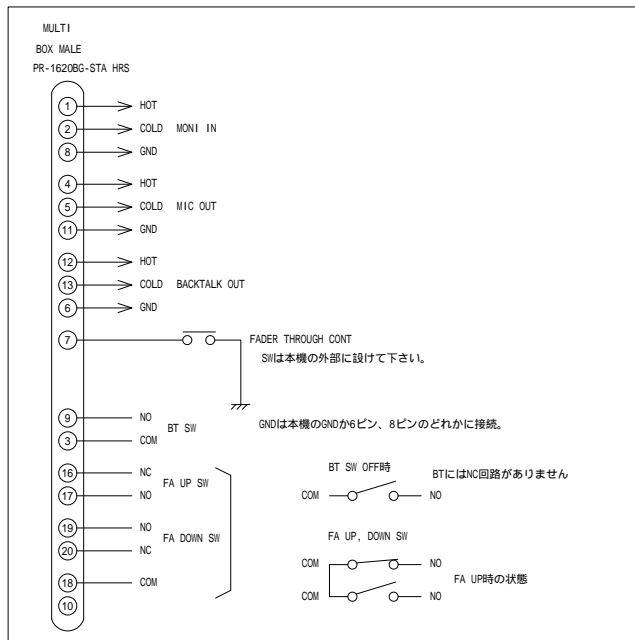 MULTI
BOX MALE
PR-1620BG-STA HRS
1 HOT
2 COLD MONI IN
8 GND
4 HOT
5 COLD MIC OUT
11 GND
12 HOT
13 COLD BACKTALK OUT
6 GND
7 FADER THROUGH CONT
SWは本機の外部に設けて下さい。
GNDは本機のGNDか6ピン、8ピンのどれかに接続。
9 NO
BT SW
3 COM
16 NC
FA UP SW
17 NO
19 NO
FA DOWN SW
20 NC
18 COM
10
BT SW OFF時
BTにはNC回路がありません
COM NO
FA UP, DOWN SW
COM NO
FA UP時の状態
COM NO